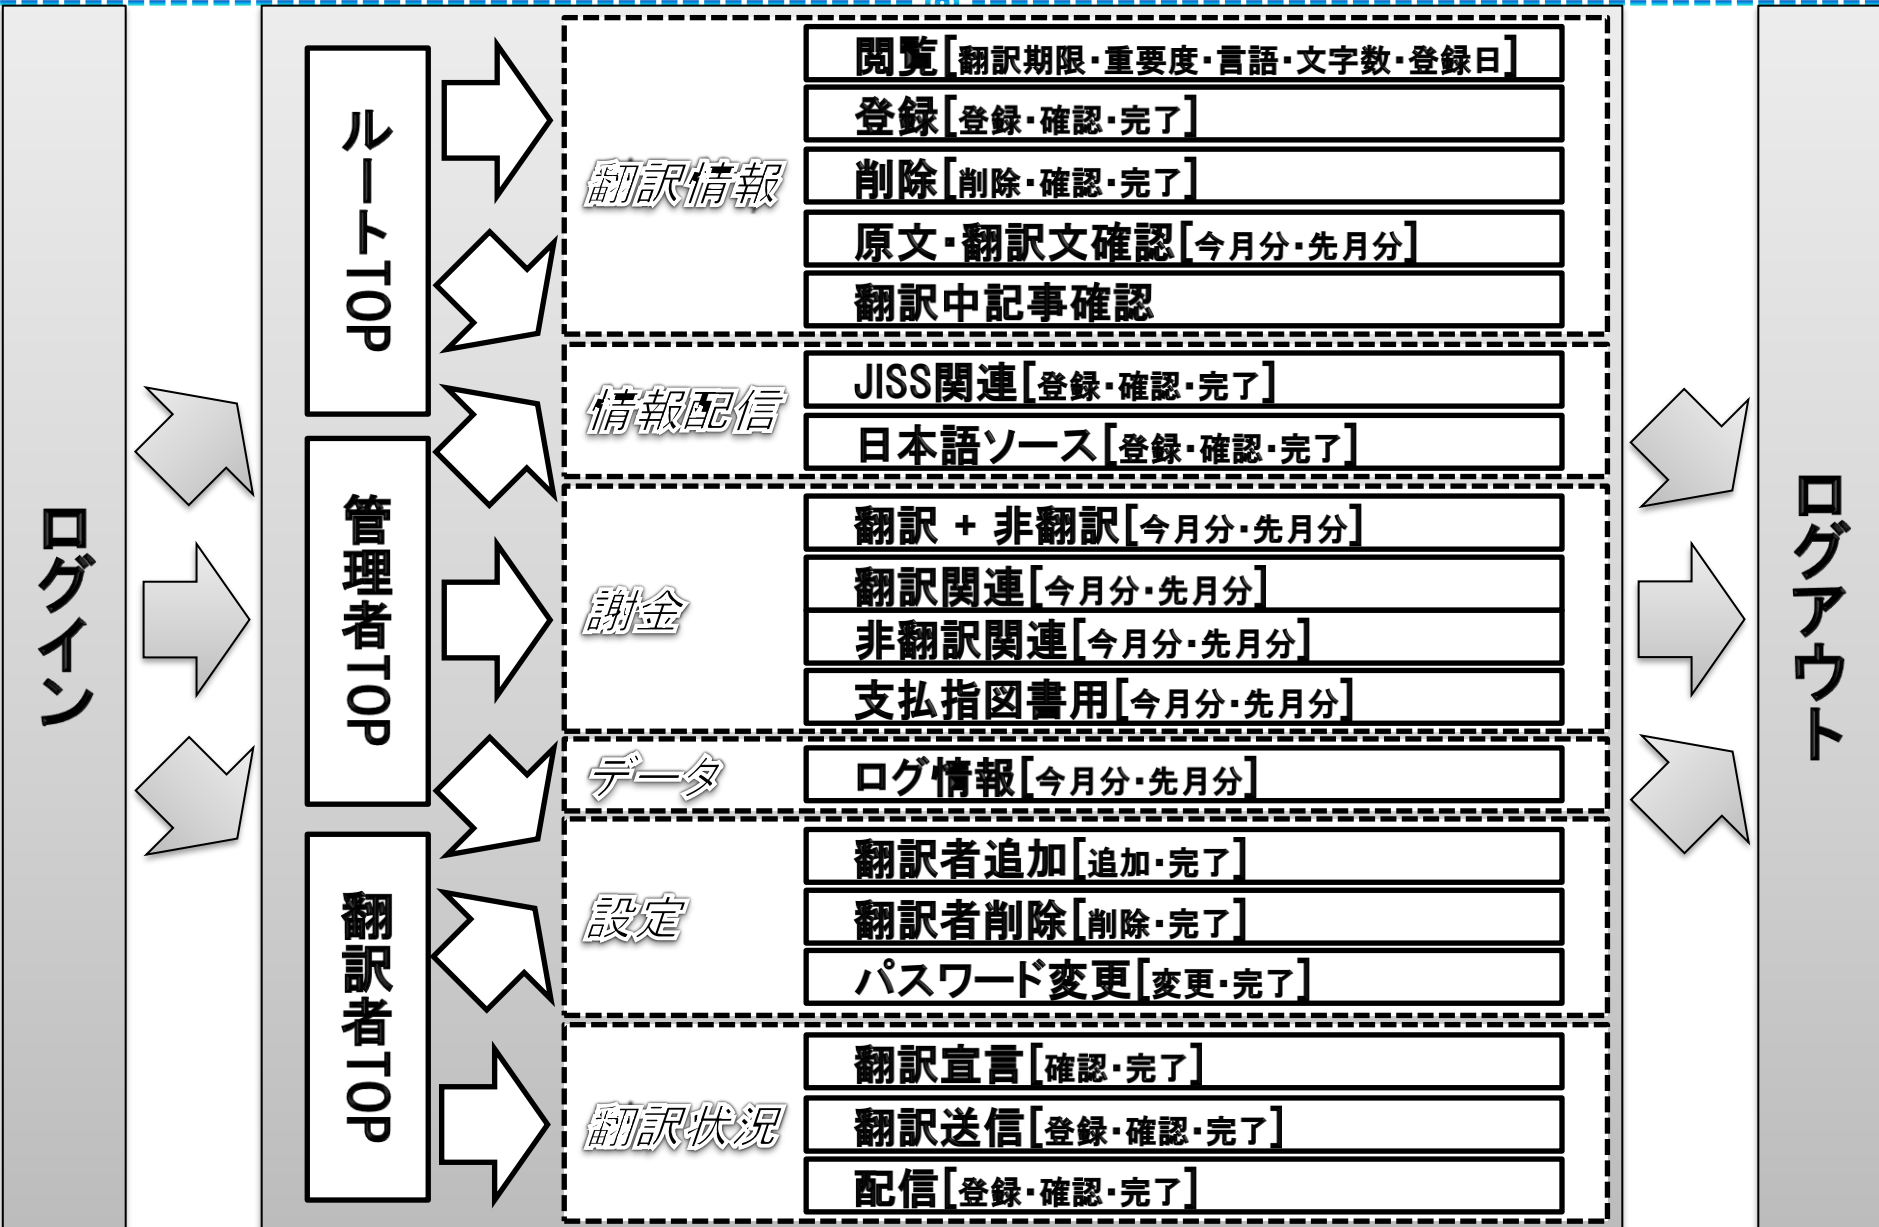 ログイン
ルートTOP
管理者TOP
翻訳者TOP
翻訳情報
閲覧[翻訳期限・重要度・言語・文字数・登録日]
登録[登録・確認・完了]
削除[削除・確認・完了]
原文・翻訳文確認[今月分・先月分]
翻訳中記事確認
情報配信
JISS関連[登録・確認・完了]
日本語ソース[登録・確認・完了]
謝金
翻訳 + 非翻訳[今月分・先月分]
翻訳関連[今月分・先月分]
非翻訳関連[今月分・先月分]
支払指図書用[今月分・先月分]
データ
ログ情報[今月分・先月分]
設定
翻訳者追加[追加・完了]
翻訳者削除[削除・完了]
パスワード変更[変更・完了]
翻訳状況
翻訳宣言[確認・完了]
翻訳送信[登録・確認・完了]
配信[登録・確認・完了]
ログアウト